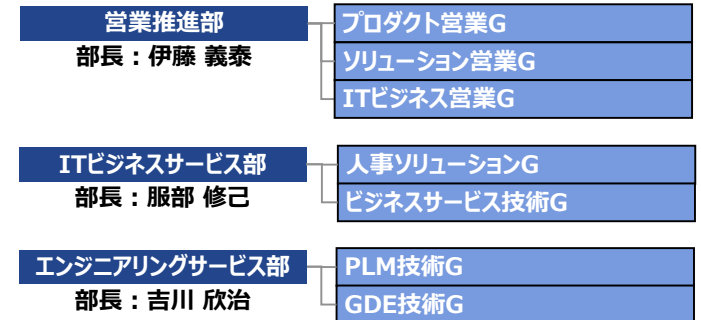 営業推進部
部長：伊藤 義泰
プロダクト営業G
ソリューション営業G
ITビジネス営業G
ITビジネスサービス部
部長：服部 修己
人事ソリューションG
ビジネスサービス技術G
エンジニアリングサービス部
部長：吉川 欣治
PLM技術G
GDE技術G